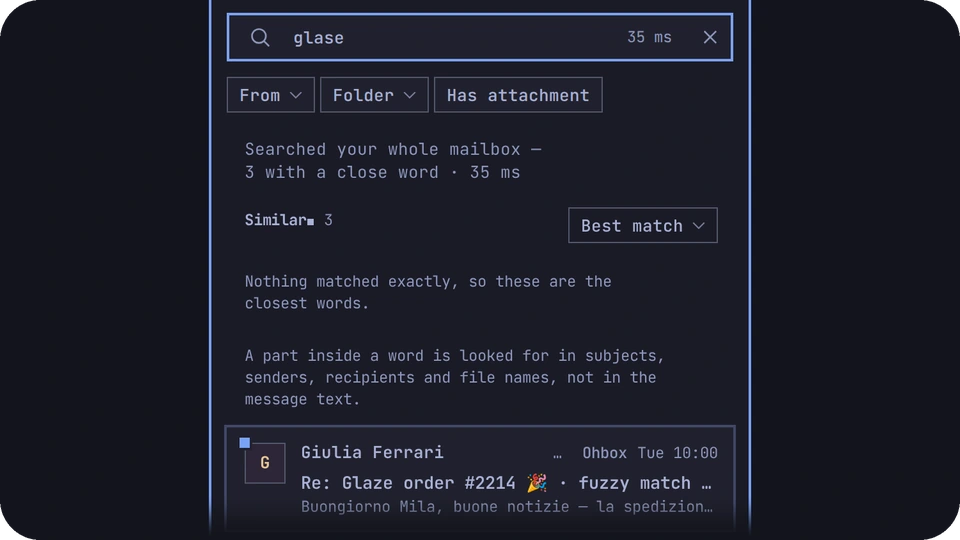 glase 35 ms
From Folder Has attachment
Searched your whole mailbox —
3 with a close word · 35 ms
Similar 3 Best match
Nothing matched exactly, so these are the
closest words.
A part inside a word is looked for in subjects,
senders, recipients and file names, not in the
message text.
G Giulia Ferrari … Ohbox Tue 10:00
Re: Glaze order #2214 🎉 · fuzzy match …
Buongiorno Mila, buone notizie — la spedizion…